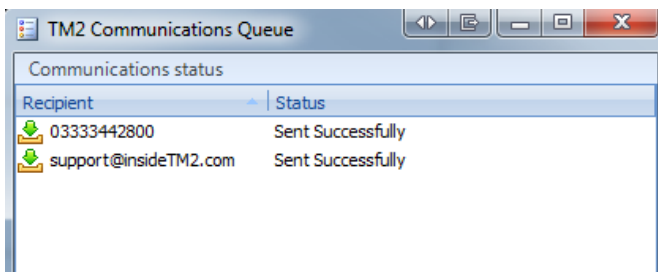 TM2 Communications Queue
Communications status
Recipient Status
03333442800 Sent Successfully
support@insideTM2.com Sent Successfully